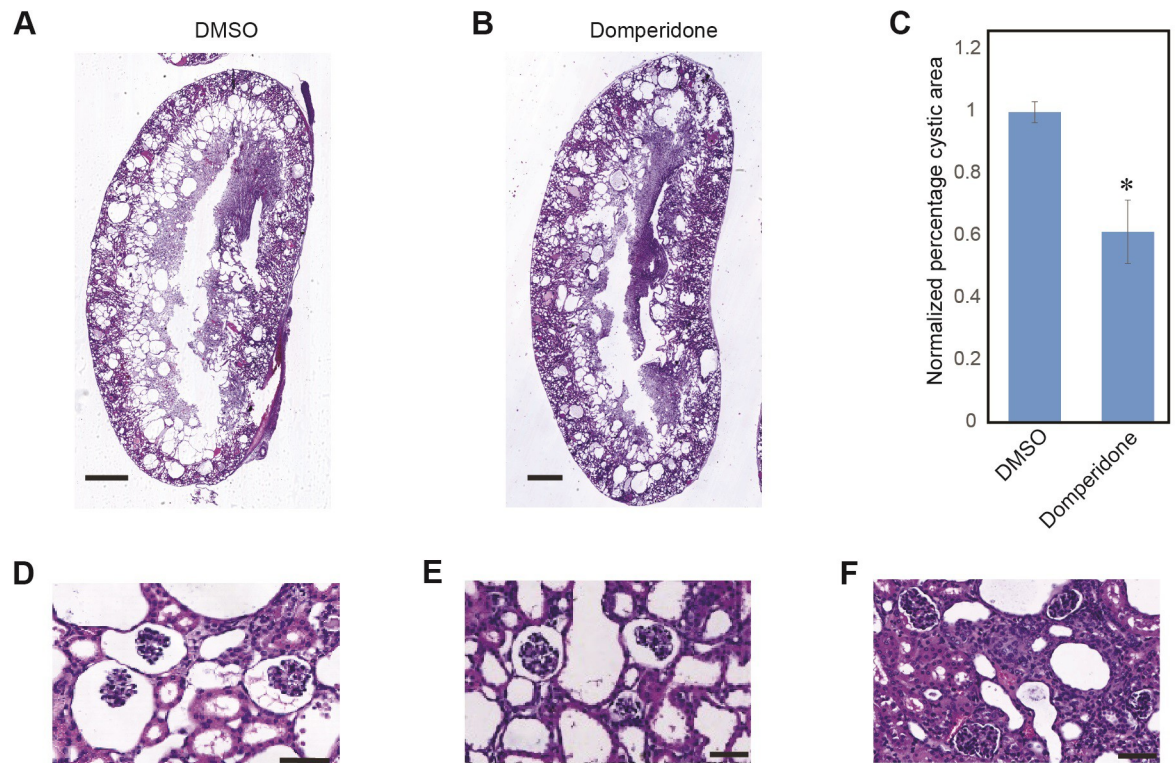 A
DMSO
B
Domperidone
C
Normalized percentage cystic area
1.2
1
0.8
0.6
0.4
0.2
0
*
DMSO
Domperidone
D
E
F